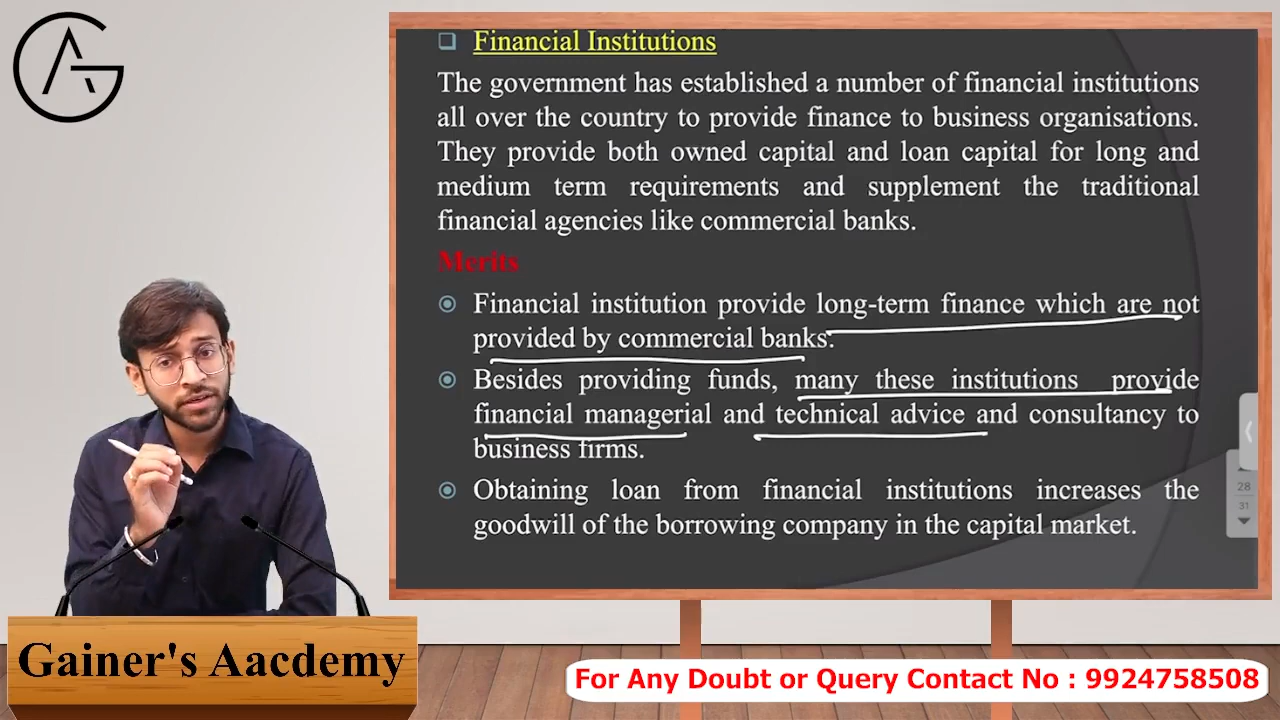 Financial Institutions
The government has established a number of financial institutions
all over the country to provide finance to business organisations.
They provide both owned capital and loan capital for long and
medium term requirements and supplement the traditional
financial agencies like commercial banks.
Merits
Financial institution provide long-term finance which are not
provided by commercial banks.
Besides providing funds, many these institutions provide
financial managerial and technical advice and consultancy to
business firms.
Obtaining loan from financial institutions increases the
goodwill of the borrowing company in the capital market.
28
31
Gainer's Aacdemy
For Any Doubt or Query Contact No : 9924758508